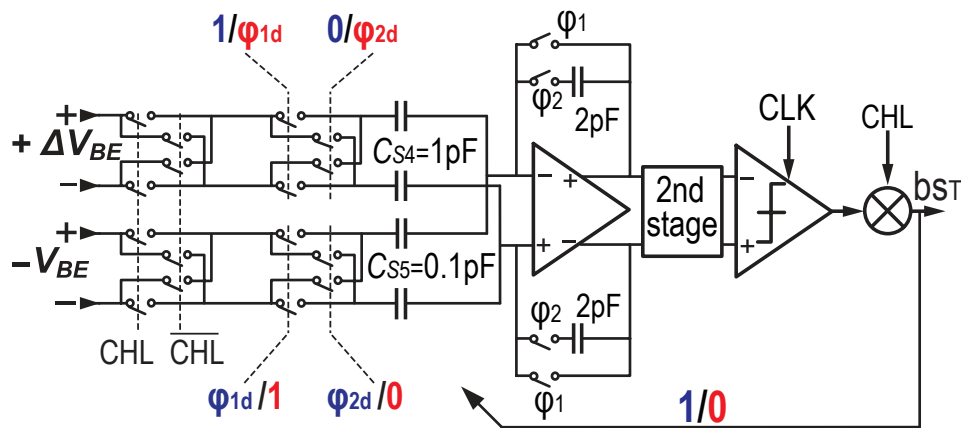 1/φ1d 0/φ2d
φ1
φ2
2pF
CLK
CHL
+
+ ΔVBE
−
CS4=1pF
− +
2nd
stage
−
bsT
+
−VBE
−
CS5=0.1pF
+ −
+
CHL CHL
φ2
2pF
φ1
φ1d/1 φ2d/0
1/0